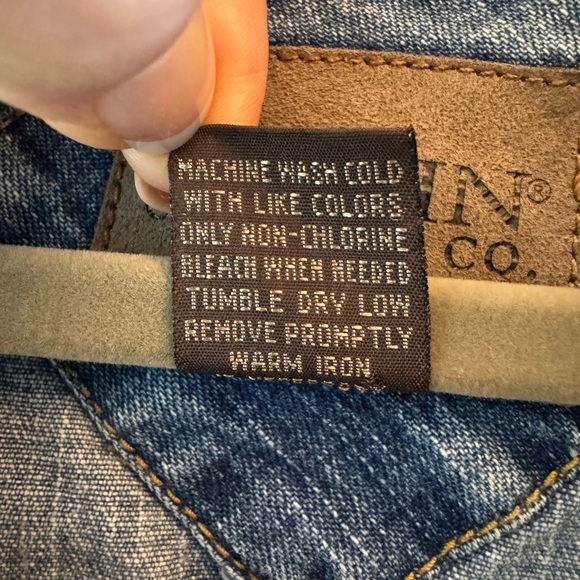 MACHINE WASH COLD
WITH LIKE COLORS
ONLY NON-CHLORINE
BLEACH WHEN NEEDED
TUMBLE DRY LOW
REMOVE PROMPTLY
WARM IRON
CO.